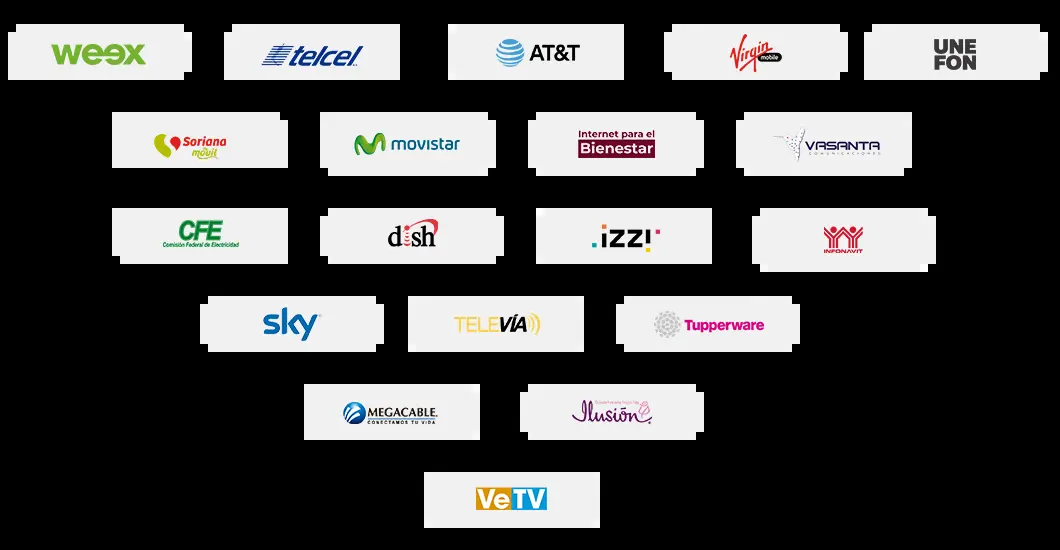 weex
telcel
AT&T
Virgin
mobile
UNE
FON
Soriana
móvil
movistar
Internet para el
Bienestar
VASANTA
COMUNICACIONES
CFE
Comisión Federal de Electricidad
dish
izzi
INFONAVIT
sky
TELEVÍA
Tupperware
MEGACABLE
CONECTAMOS TU VIDA
Ilusión
VeTV